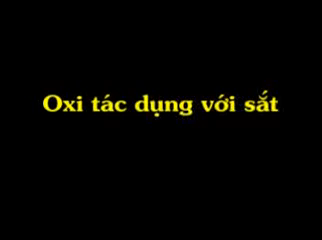 Oxi tác dụng với sắt